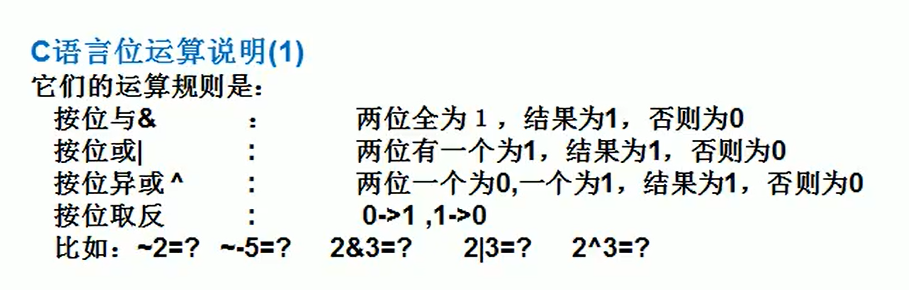 C语言位运算说明(1)
它们的运算规则是：
按位与& ： 两位全为１，结果为1，否则为0
按位或| : 两位有一个为1，结果为1，否则为0
按位异或 ^ : 两位一个为0,一个为1，结果为1，否则为0
按位取反 : 0->1 ,1->0
比如：~2=? ~-5=? 2&3=? 2|3=? 2^3=?